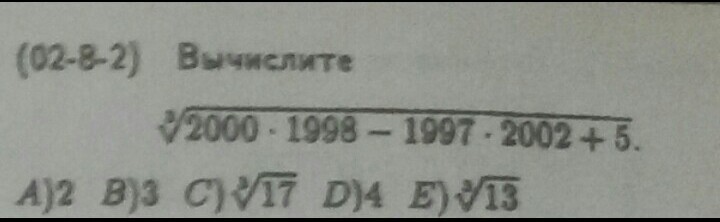 (02-8-2) Вычислите
∛2000 · 1998 − 1997 · 2002 + 5.
A)2 B)3 C)∛17 D)4 E)∛13